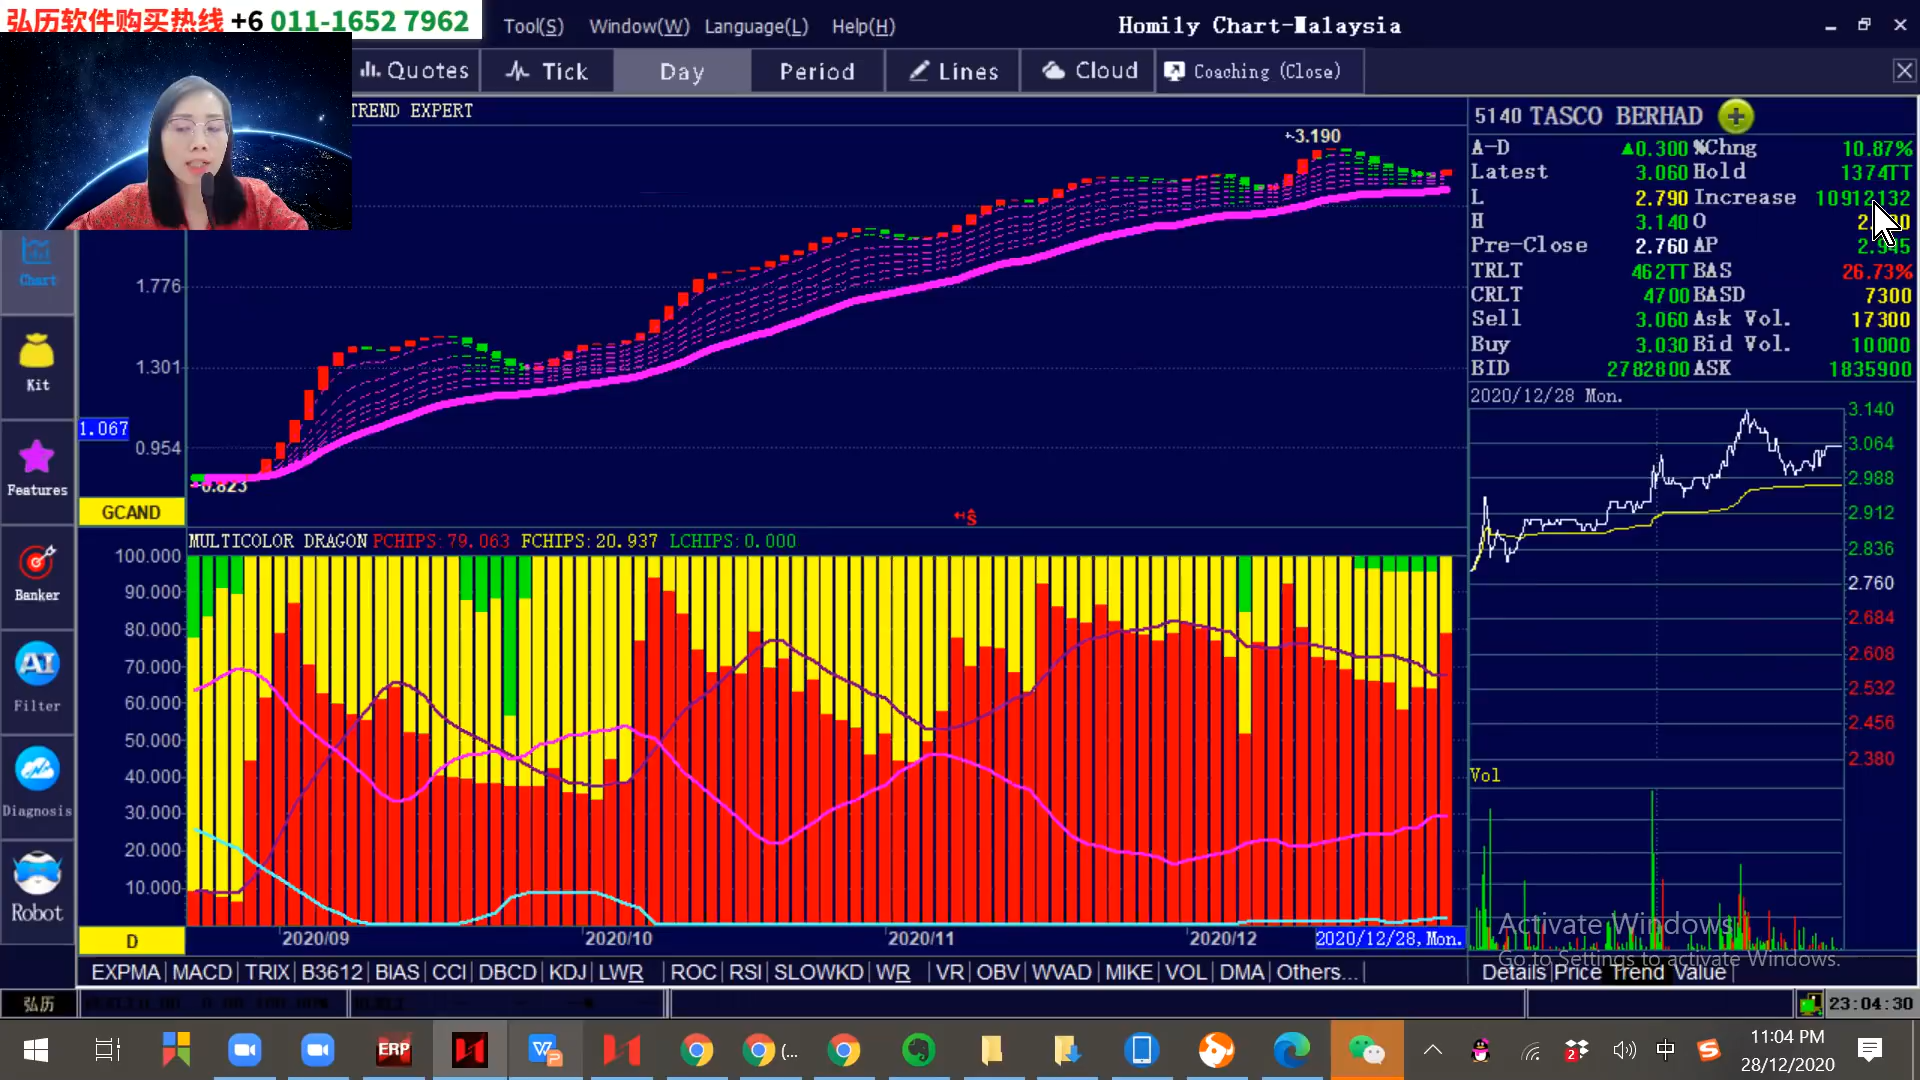 弘历软件购买热线 +6 011-1652 7962
Tool(S) Window(W) Language(L) Help(H)
Homily Chart-Malaysia
Quotes Tick Day Period Lines Cloud Coaching (Close)
TREND EXPERT
3.190
1.776
1.301
1.067
0.954
0.823
GCAND
S
MULTICOLOR DRAGON PCHIPS:79.063 FCHIPS:20.937 LCHIPS:0.000
100.000
90.000
80.000
70.000
60.000
50.000
40.000
30.000
20.000
10.000
D 2020/09 2020/10 2020/11 2020/12 2020/12/28,Mon.
EXPMA MACD TRIX B3612 BIAS CCI DBCD KDJ LWR ROC RSI SLOWKD WR VR OBV WVAD MIKE VOL DMA Others...
Chart
Kit
Features
Banker
AI
Filter
Diagnosis
Robot
弘历
5140 TASCO BERHAD
A-D ▲0.300 %Chng 10.87%
Latest 3.060 Hold 1374TT
L 2.790 Increase 10912132
H 3.140 O
Pre-Close 2.760 AP 2.945
TRLT 462TT BAS 26.73%
CRLT 4700 BASD 7300
Sell 3.060 Ask Vol. 17300
Buy 3.030 Bid Vol. 10000
BID 2782800 ASK 1835900
2020/12/28 Mon.
3.140
3.064
2.988
2.912
2.836
2.760
2.684
2.608
2.532
2.456
2.380
Vol
Activate Windows
Go to Settings to activate Windows.
Details Price Trend Value
23:04:30
ERP
(...
2
中
11:04 PM
28/12/2020